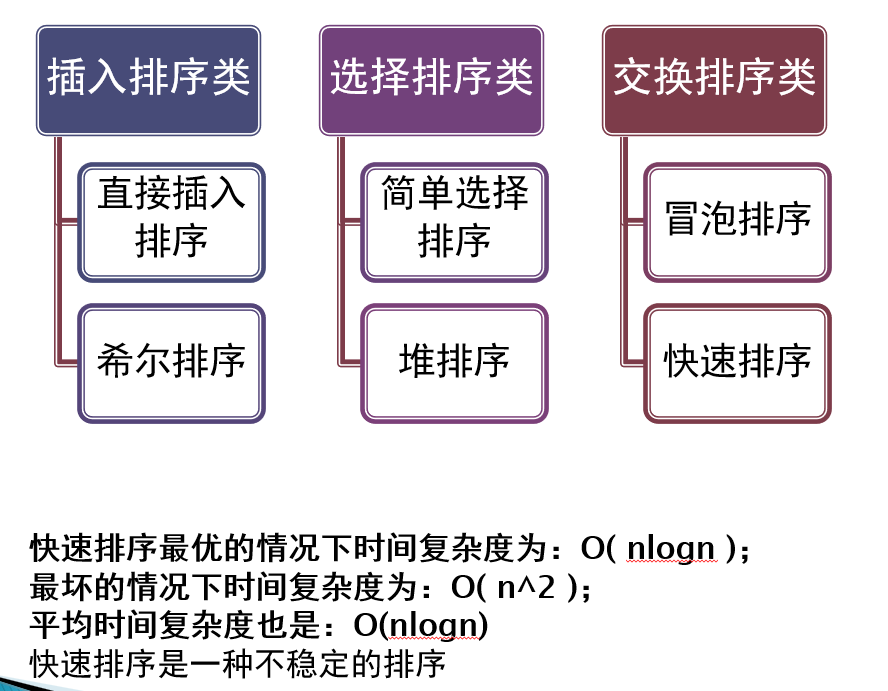 插入排序类
直接插入
排序
希尔排序
选择排序类
简单选择
排序
堆排序
交换排序类
冒泡排序
快速排序
快速排序最优的情况下时间复杂度为：O( nlogn )；
最坏的情况下时间复杂度为：O( n^2 )；
平均时间复杂度也是：O(nlogn)
快速排序是一种不稳定的排序